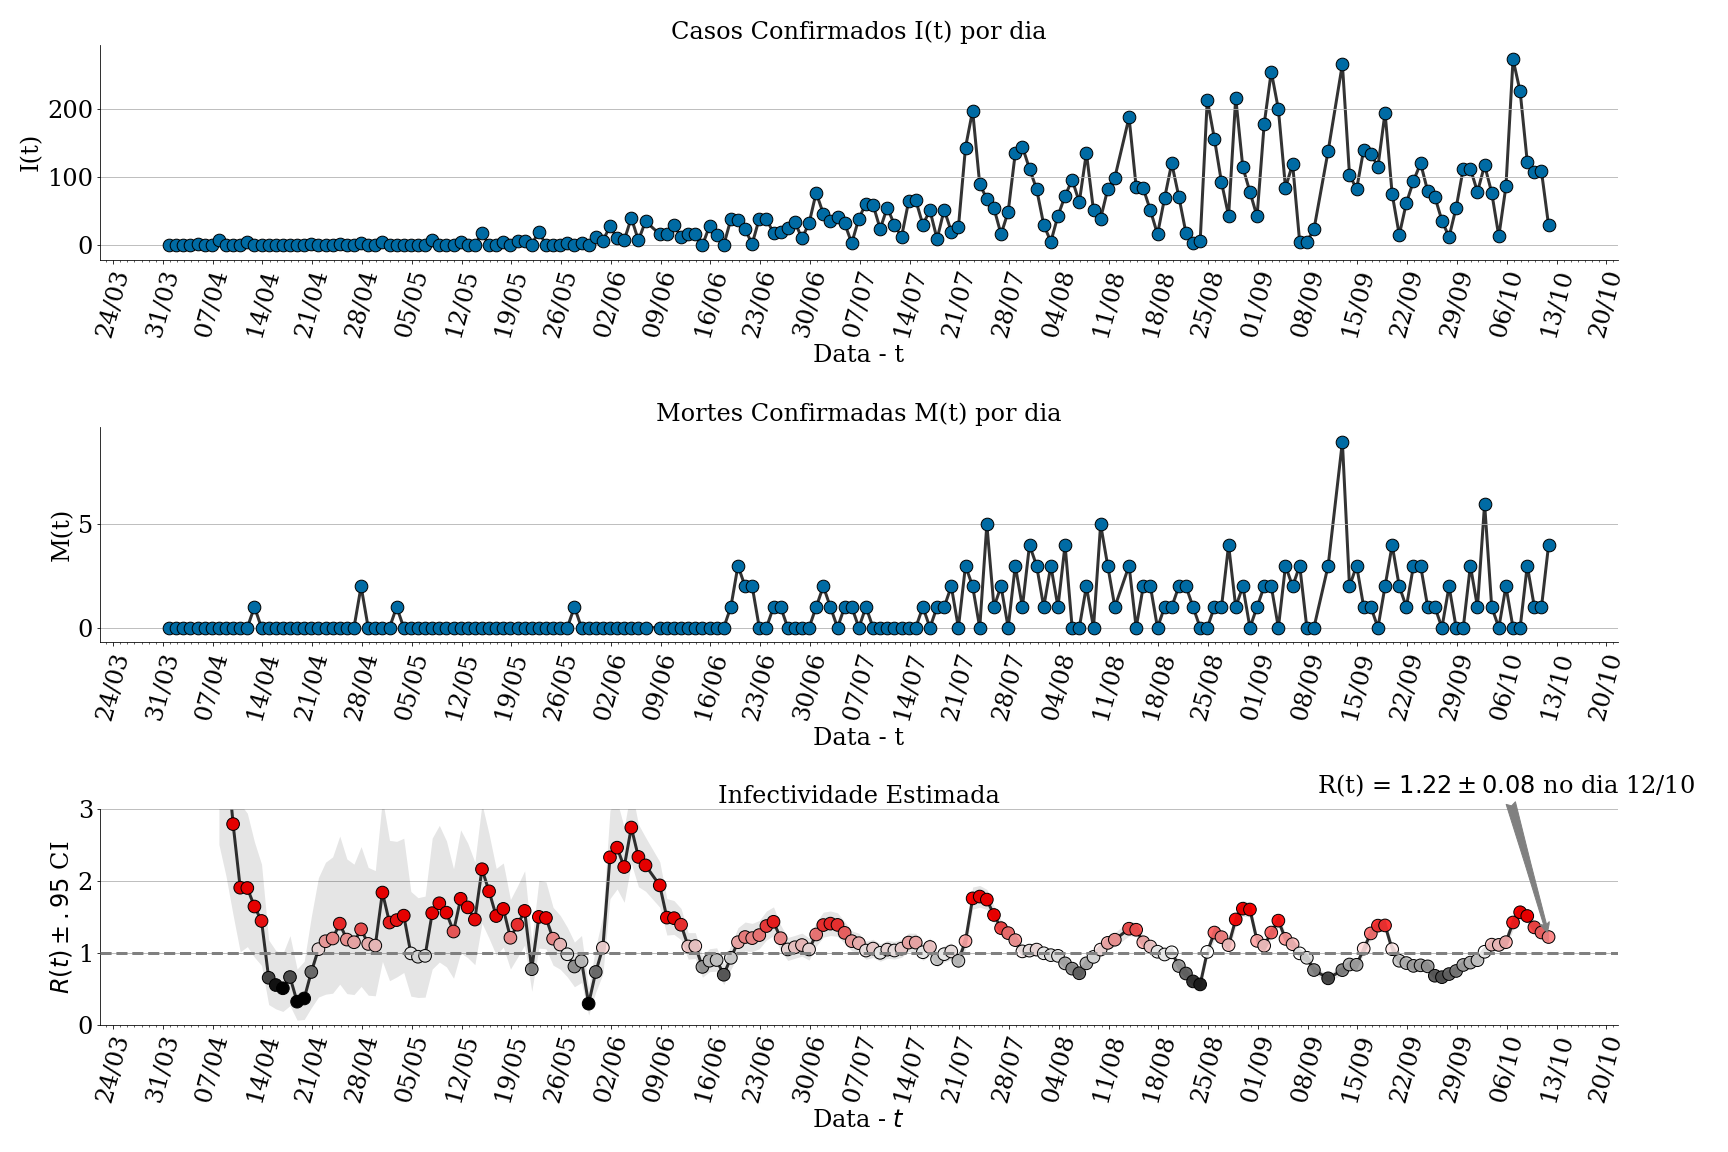 Casos Confirmados I(t) por dia
I(t)
200
100
0
24/03 31/03 07/04 14/04 21/04 28/04 05/05 12/05 19/05 26/05 02/06 09/06 16/06 23/06 30/06 07/07 14/07 21/07 28/07 04/08 11/08 18/08 25/08 01/09 08/09 15/09 22/09 29/09 06/10 13/10 20/10
Data - t
Mortes Confirmadas M(t) por dia
M(t)
5
0
24/03 31/03 07/04 14/04 21/04 28/04 05/05 12/05 19/05 26/05 02/06 09/06 16/06 23/06 30/06 07/07 14/07 21/07 28/07 04/08 11/08 18/08 25/08 01/09 08/09 15/09 22/09 29/09 06/10 13/10 20/10
Data - t
R(t) = 1.22 ± 0.08 no dia 12/10
Infectividade Estimada
R(t) ± .95 CI
3
2
1
0
24/03 31/03 07/04 14/04 21/04 28/04 05/05 12/05 19/05 26/05 02/06 09/06 16/06 23/06 30/06 07/07 14/07 21/07 28/07 04/08 11/08 18/08 25/08 01/09 08/09 15/09 22/09 29/09 06/10 13/10 20/10
Data - t